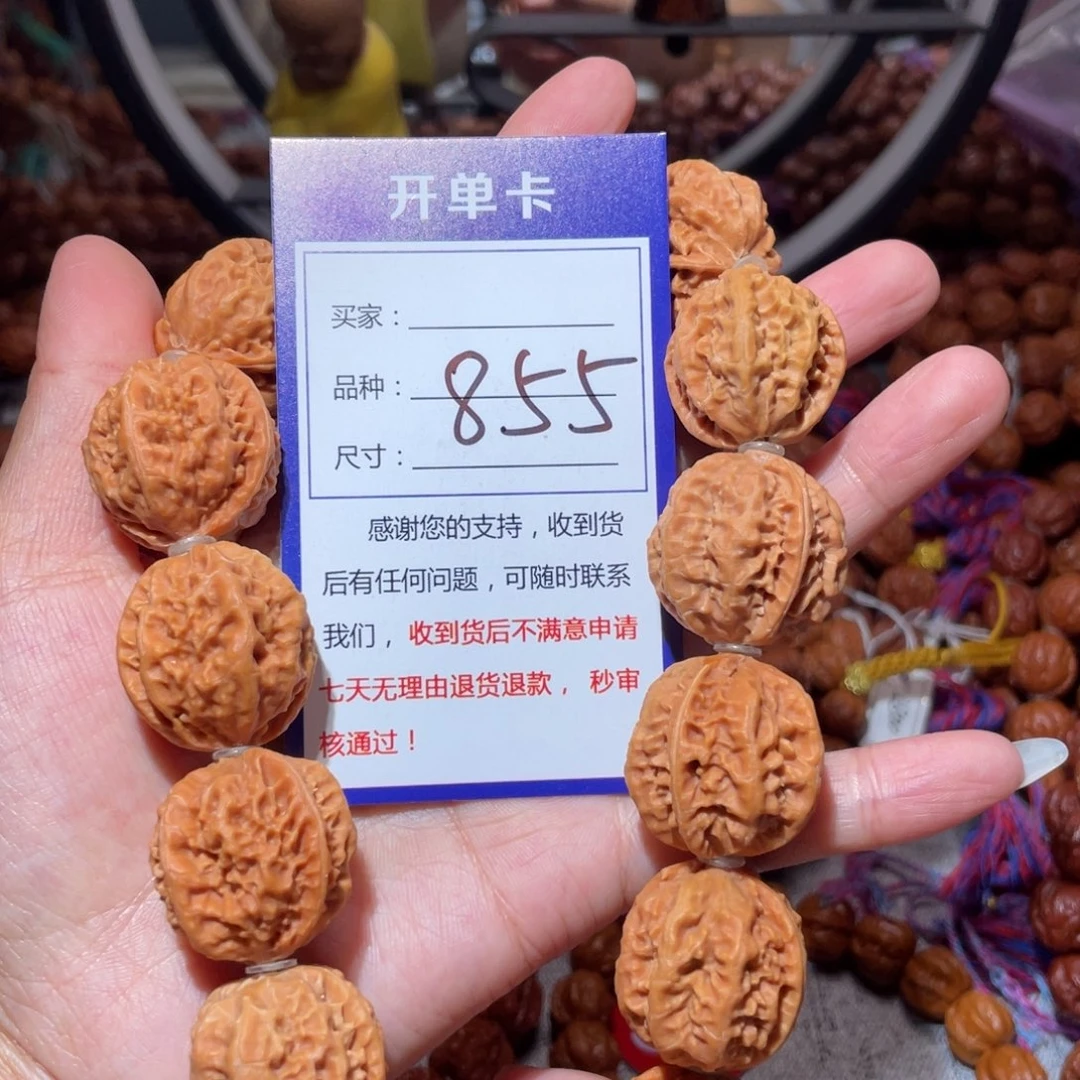 开单卡
买家：
品种：855
尺寸：
感谢您的支持，收到货
后有任何问题，可随时联系
我们，收到货后不满意申请
七天无理由退货退款，秒审
核通过！